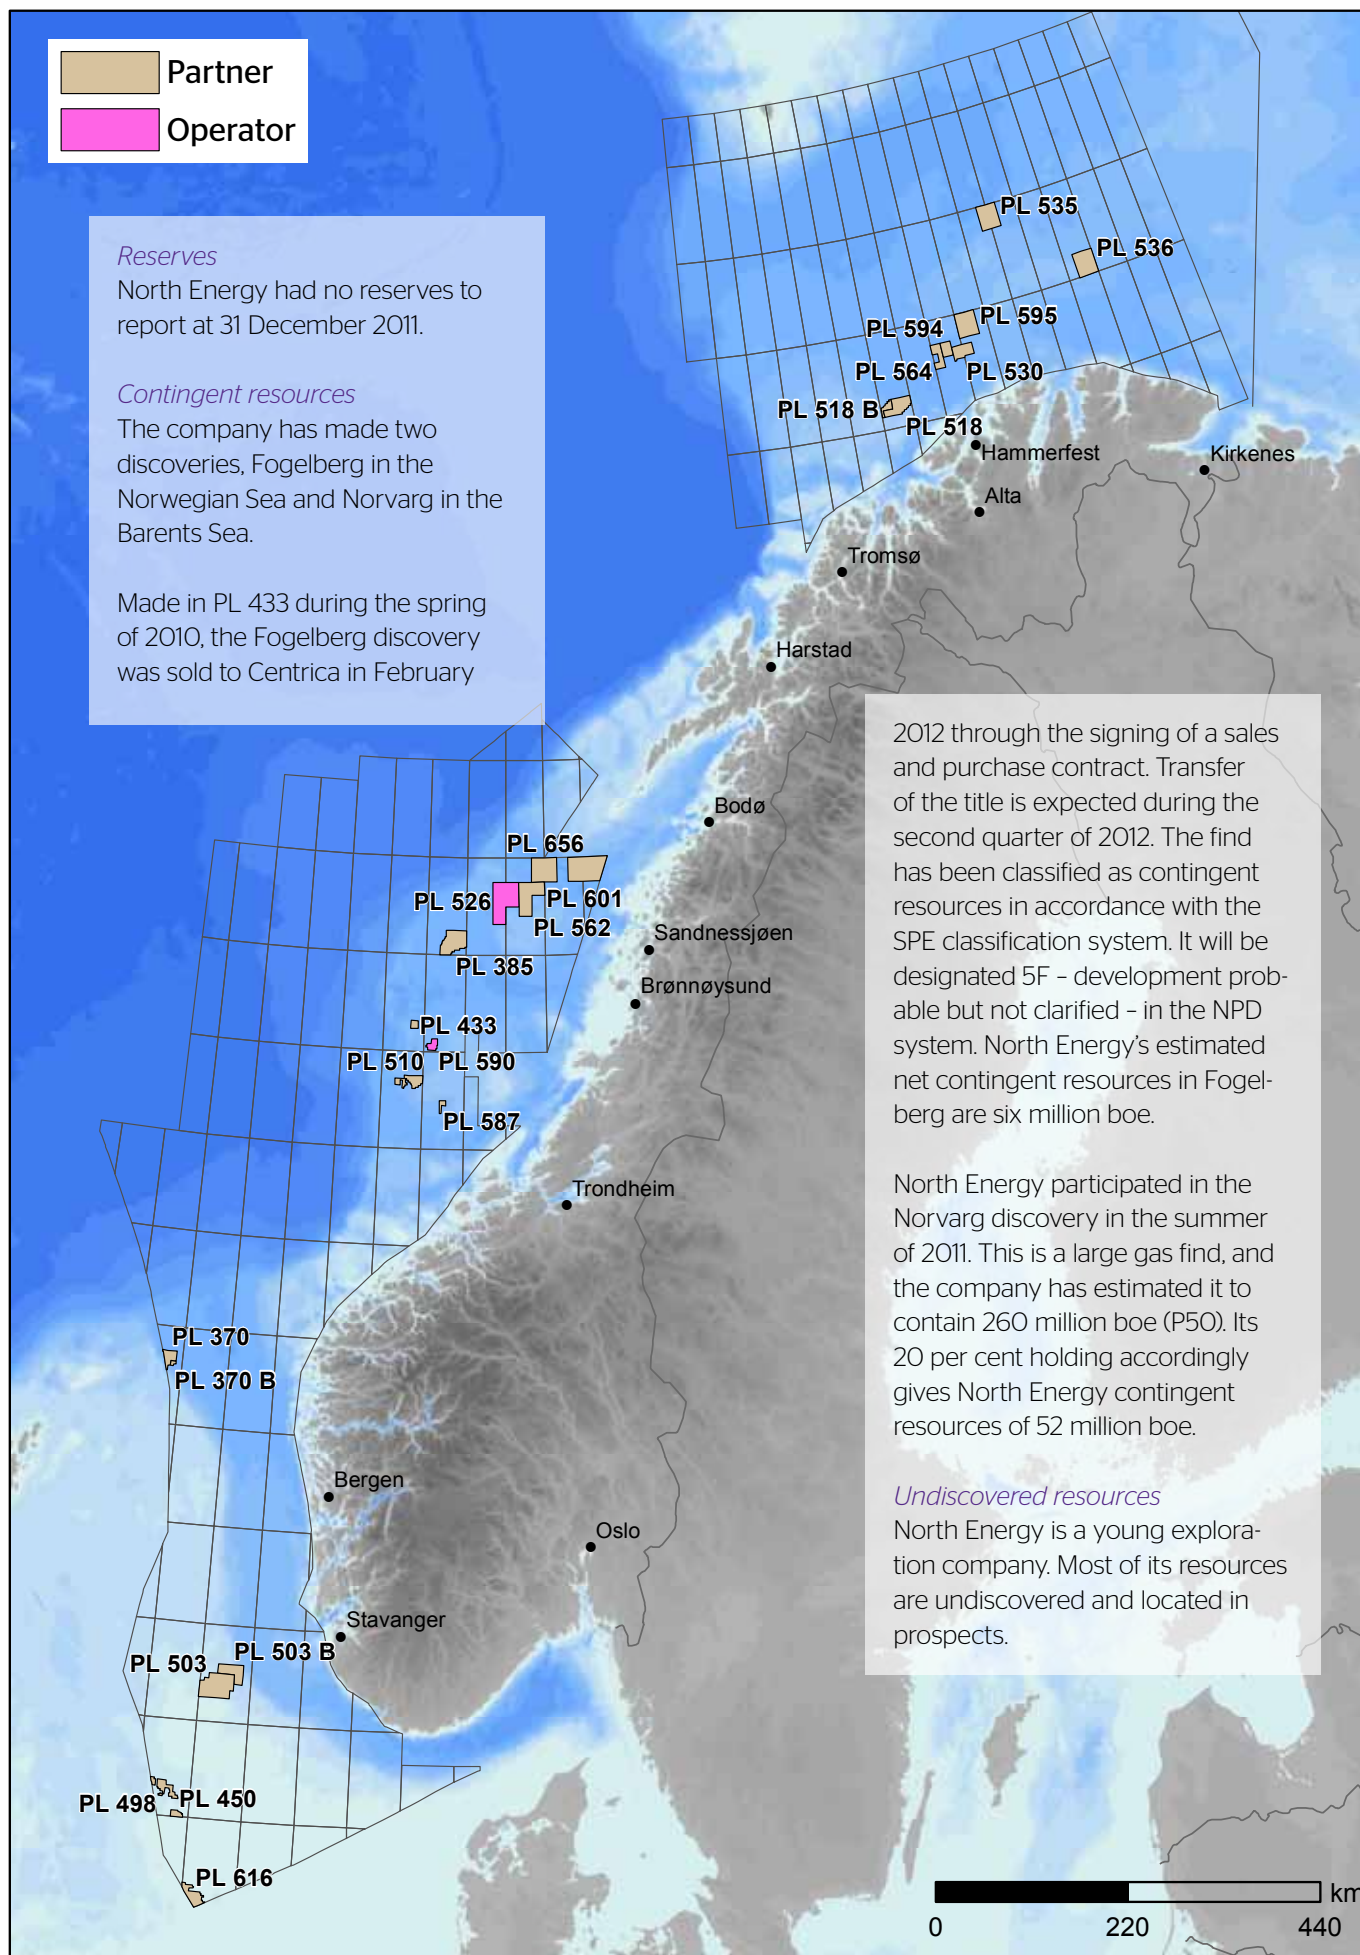 Partner
Operator
Reserves
North Energy had no reserves to
report at 31 December 2011.
Contingent resources
The company has made two
discoveries, Fogelberg in the
Norwegian Sea and Norvarg in the
Barents Sea.
Made in PL 433 during the spring
of 2010, the Fogelberg discovery
was sold to Centrica in February
2012 through the signing of a sales
and purchase contract. Transfer
of the title is expected during the
second quarter of 2012. The find
has been classified as contingent
resources in accordance with the
SPE classification system. It will be
designated 5F – development prob-
able but not clarified – in the NPD
system. North Energy's estimated
net contingent resources in Fogel-
berg are six million boe.
North Energy participated in the
Norvarg discovery in the summer
of 2011. This is a large gas find, and
the company has estimated it to
contain 260 million boe (P50). Its
20 per cent holding accordingly
gives North Energy contingent
resources of 52 million boe.
Undiscovered resources
North Energy is a young explora-
tion company. Most of its resources
are undiscovered and located in
prospects.
PL 535
PL 536
PL 595
PL 594
PL 564
PL 530
PL 518 B
PL 518
Hammerfest
Kirkenes
Alta
Tromsø
Harstad
Bodø
PL 656
PL 526
PL 601
PL 562
PL 385
Sandnessjøen
Brønnøysund
PL 433
PL 510
PL 590
PL 587
Trondheim
PL 370
PL 370 B
Bergen
Oslo
Stavanger
PL 503 B
PL 503
PL 498
PL 450
PL 616
km
0
220
440